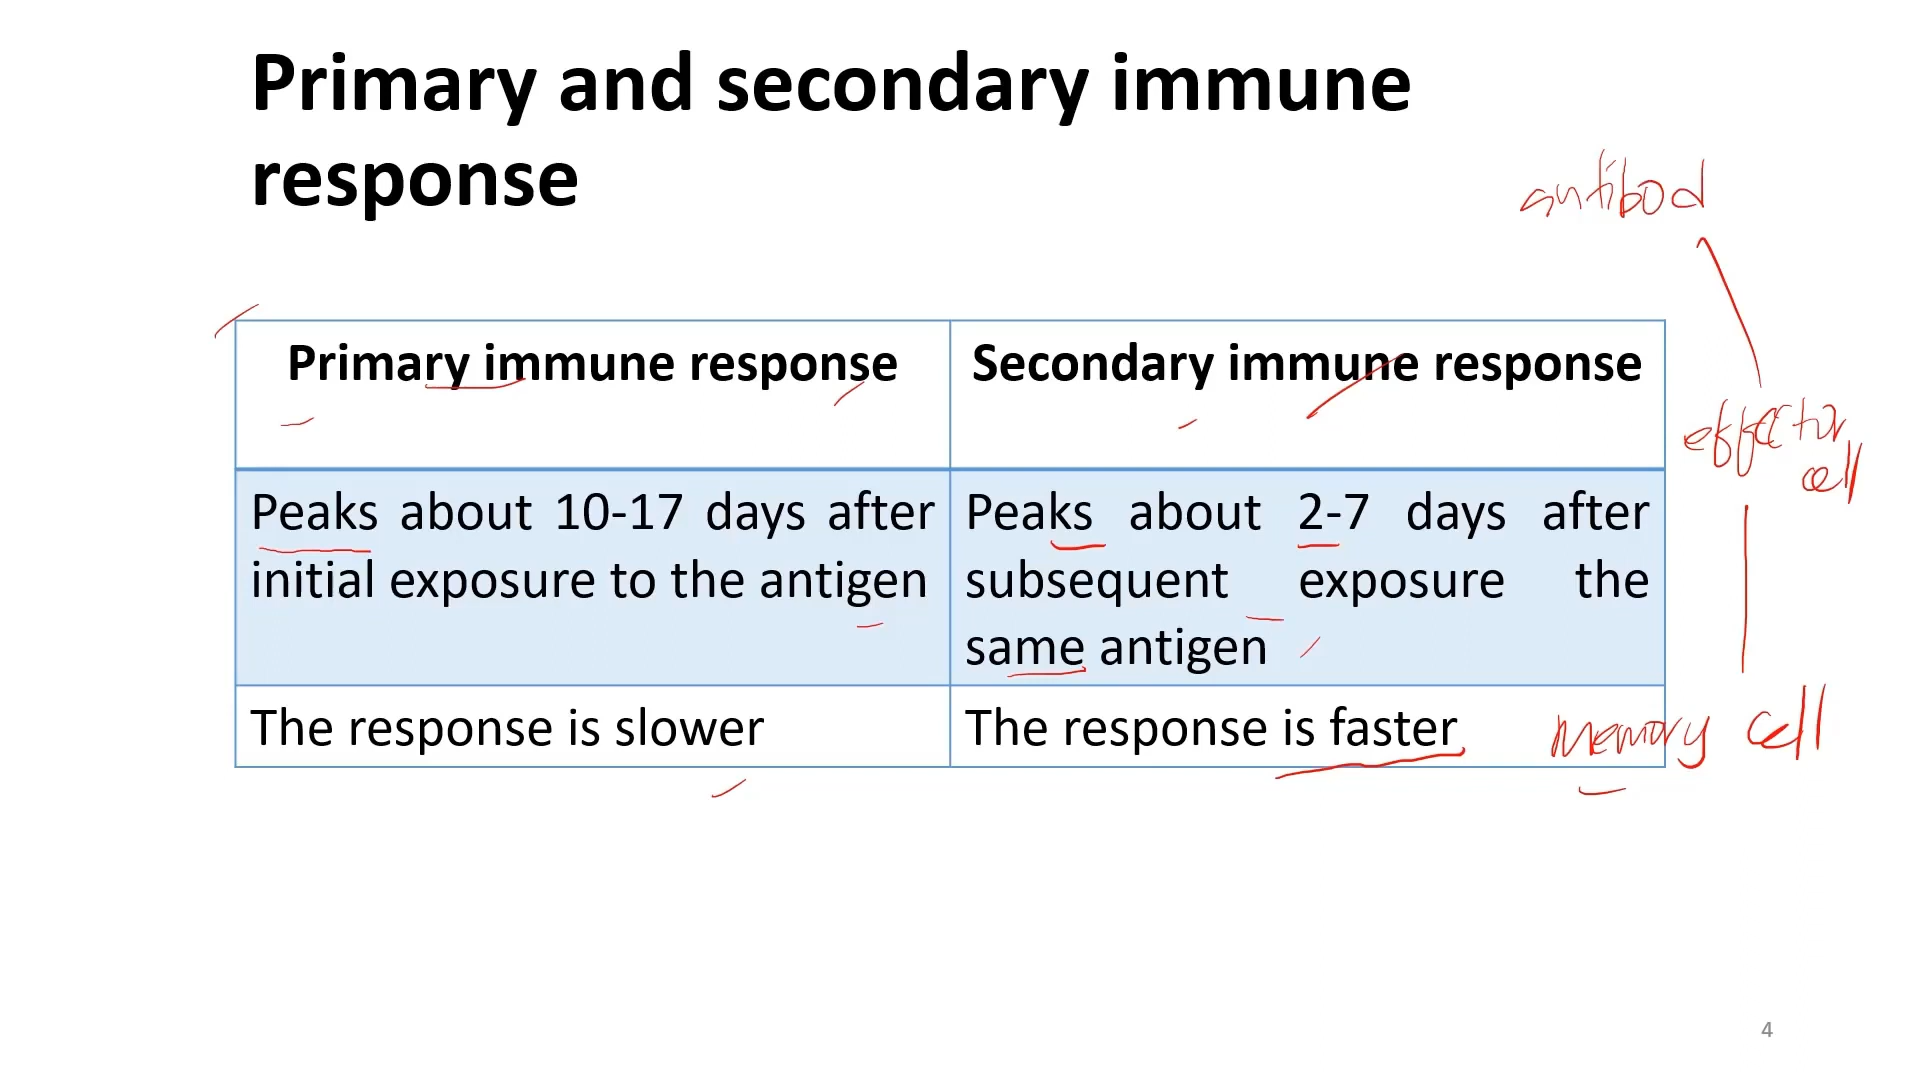 Primary and secondary immune
response
antibod
Primary immune response
Secondary immune response
effector
cell
Peaks about 10-17 days after
initial exposure to the antigen
Peaks about 2-7 days after
subsequent exposure the
same antigen
The response is slower
The response is faster
memory cell
4